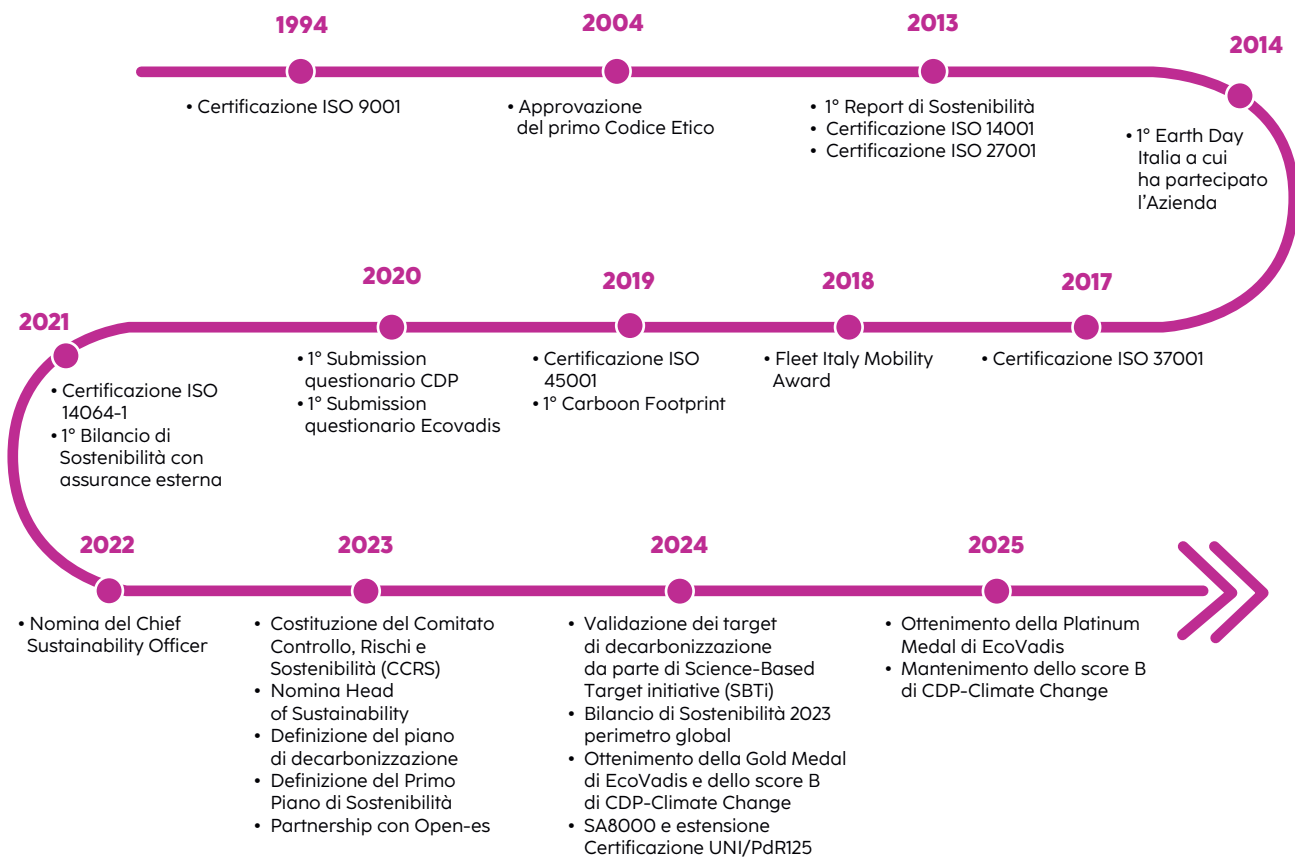 1994
• Certificazione ISO 9001
2004
• Approvazione
del primo Codice Etico
2013
• 1° Report di Sostenibilità
• Certificazione ISO 14001
• Certificazione ISO 27001
2014
• 1° Earth Day
Italia a cui
ha partecipato
l'Azienda
2017
• Certificazione ISO 37001
2018
• Fleet Italy Mobility
Award
2019
• Certificazione ISO
45001
• 1° Carboon Footprint
2020
• 1° Submission
questionario CDP
• 1° Submission
questionario Ecovadis
2021
• Certificazione ISO
14064-1
• 1° Bilancio di
Sostenibilità con
assurance esterna
2022
• Nomina del Chief
Sustainability Officer
2023
• Costituzione del Comitato
Controllo, Rischi e
Sostenibilità (CCRS)
• Nomina Head
of Sustainability
• Definizione del piano
di decarbonizzazione
• Definizione del Primo
Piano di Sostenibilità
• Partnership con Open-es
2024
• Validazione dei target
di decarbonizzazione
da parte di Science-Based
Target initiative (SBTi)
• Bilancio di Sostenibilità 2023
perimetro global
• Ottenimento della Gold Medal
di EcoVadis e dello score B
di CDP-Climate Change
• SA8000 e estensione
Certificazione UNI/PdR125
2025
• Ottenimento della Platinum
Medal di EcoVadis
• Mantenimento dello score B
di CDP-Climate Change